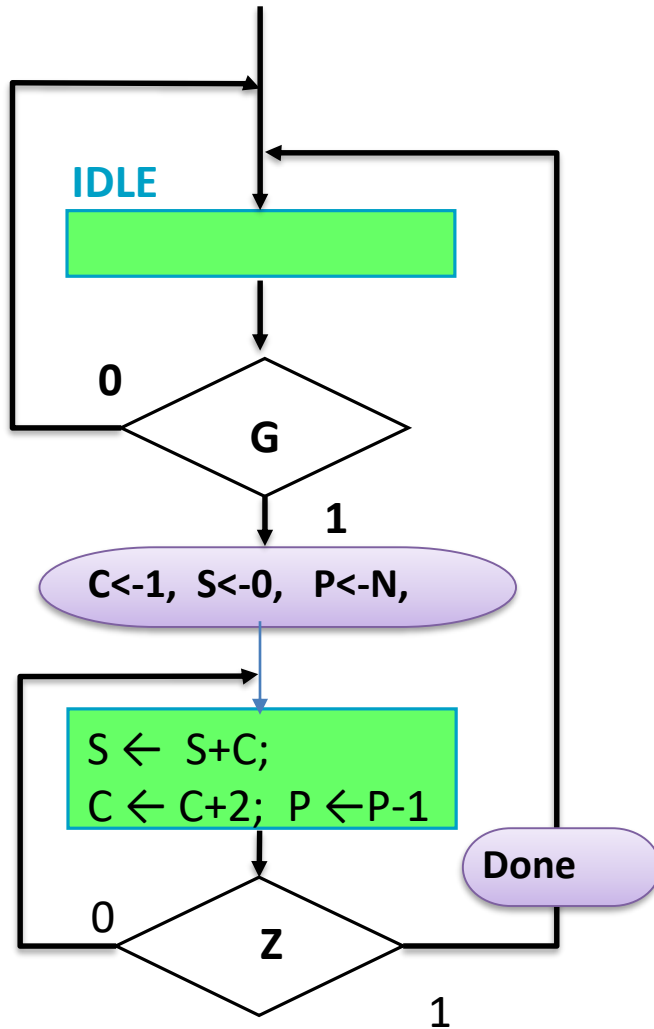 IDLE
0
G
1
C<-1, S<-0, P<-N,
S ← S+C;
C ← C+2; P ←P-1
Done
0
Z
1